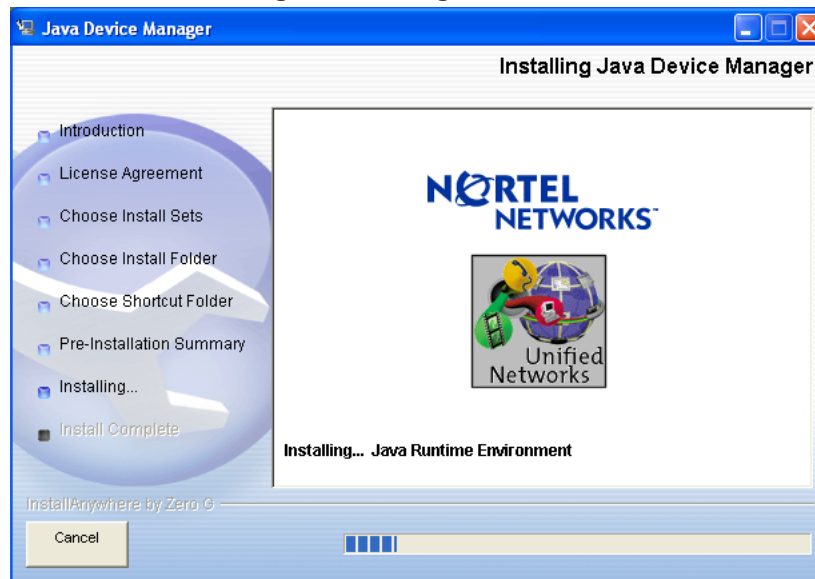 Java Device Manager
Installing Java Device Manager
Introduction
License Agreement
Choose Install Sets
Choose Install Folder
Choose Shortcut Folder
Pre-Installation Summary
Installing...
Install Complete
NORTEL
NETWORKS™
Unified
Networks
Installing... Java Runtime Environment
InstallAnywhere by Zero G
Cancel